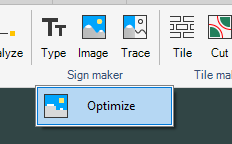 alyze Type Image Trace Tile Cut
Sign maker Tile ma
Optimize